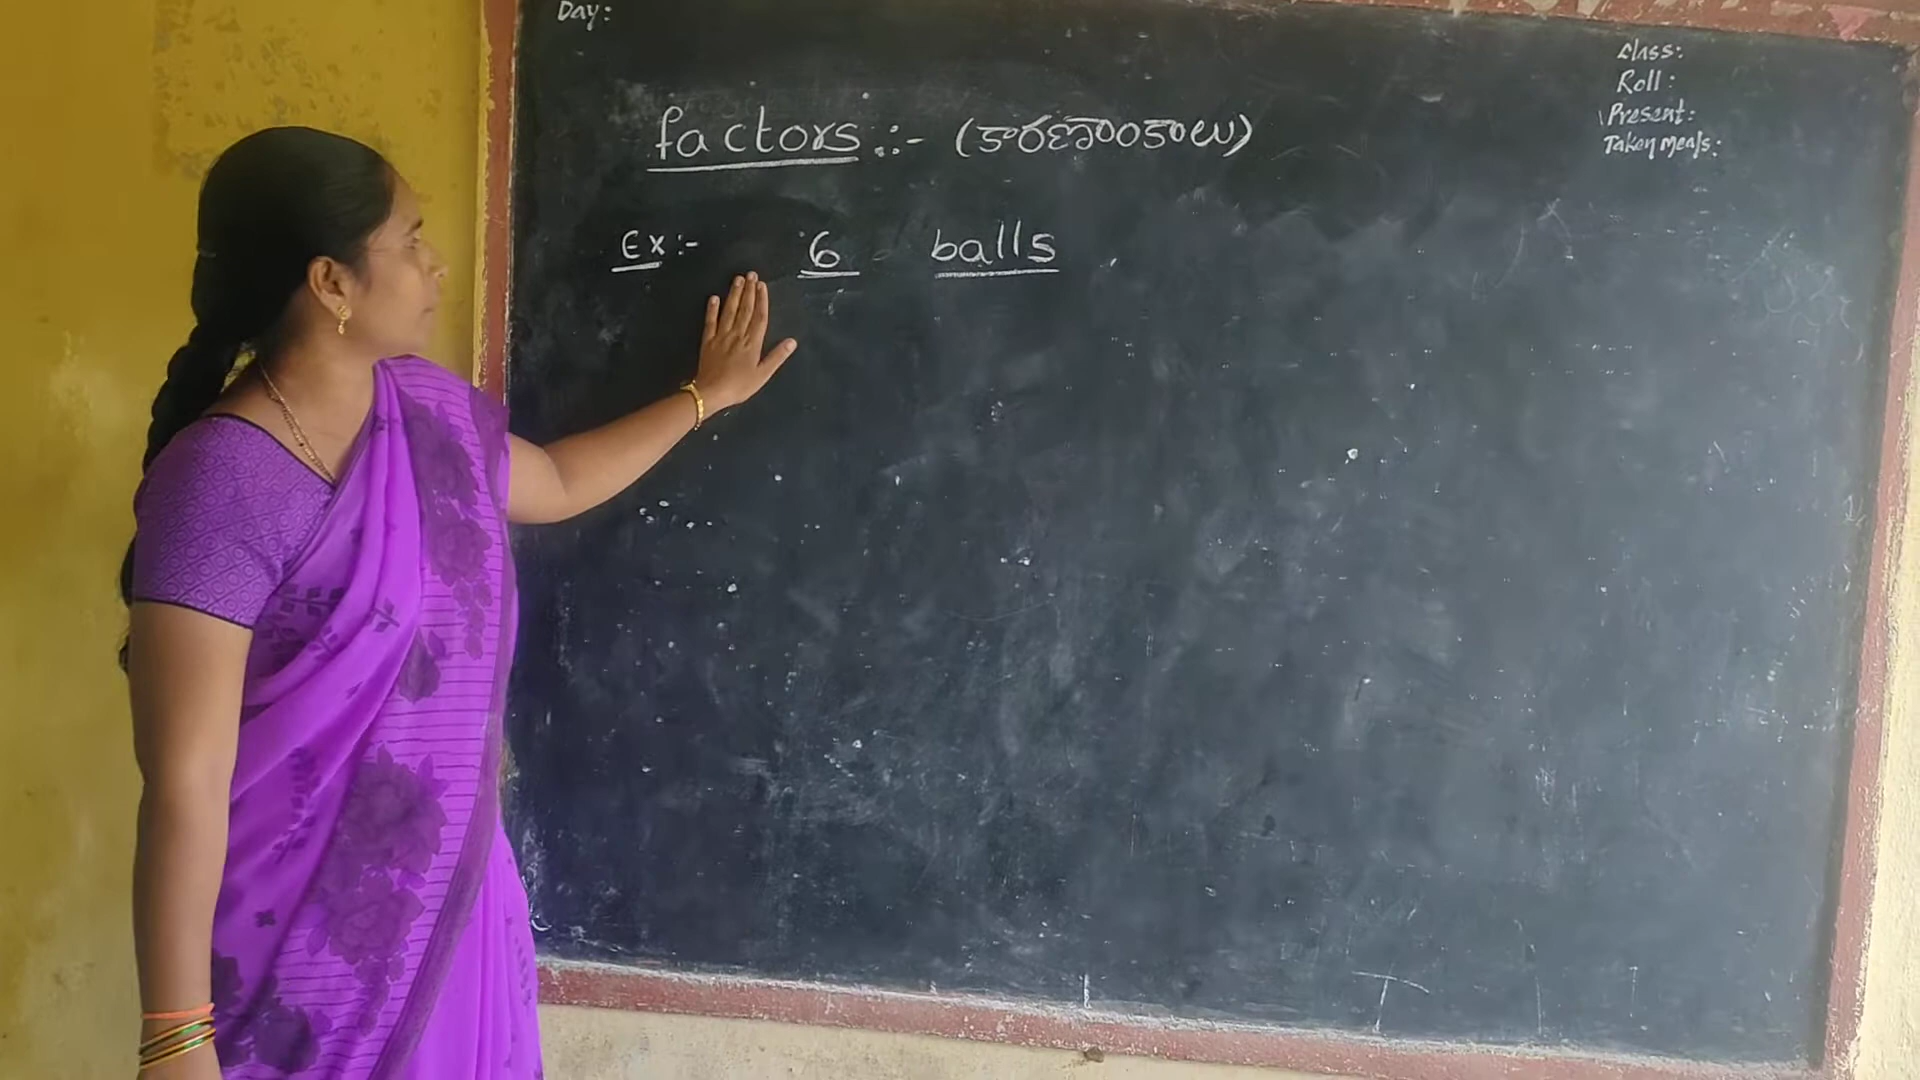 Day:
Class:
Roll:
Present:
Taken meals:
factors :- (కారణాంకాలు)
Ex:- 6 balls